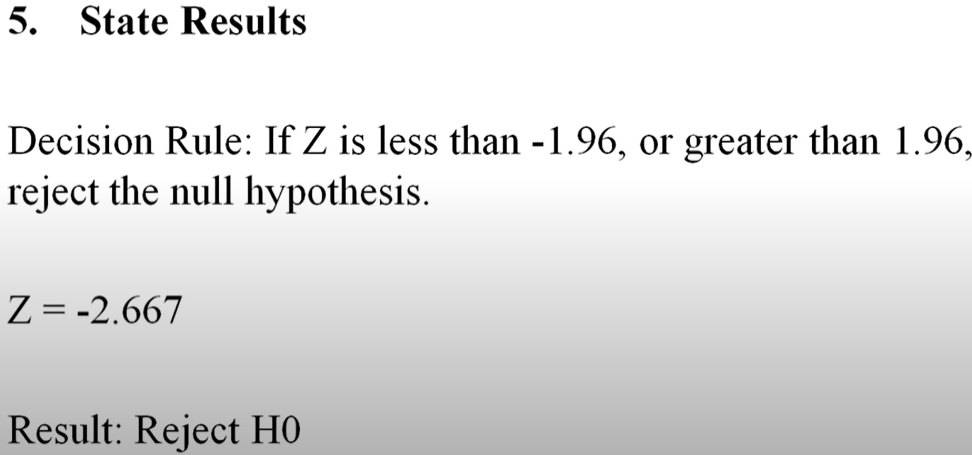 5. State Results
Decision Rule: If Z is less than -1.96, or greater than 1.96,
reject the null hypothesis.
Z = -2.667
Result: Reject H0